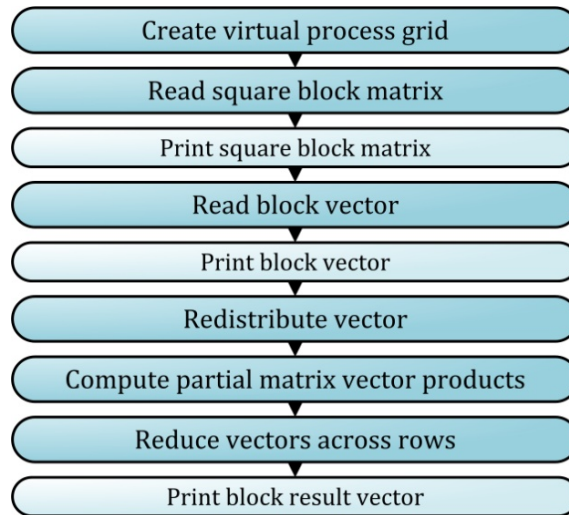 Create virtual process grid
Read square block matrix
Print square block matrix
Read block vector
Print block vector
Redistribute vector
Compute partial matrix vector products
Reduce vectors across rows
Print block result vector